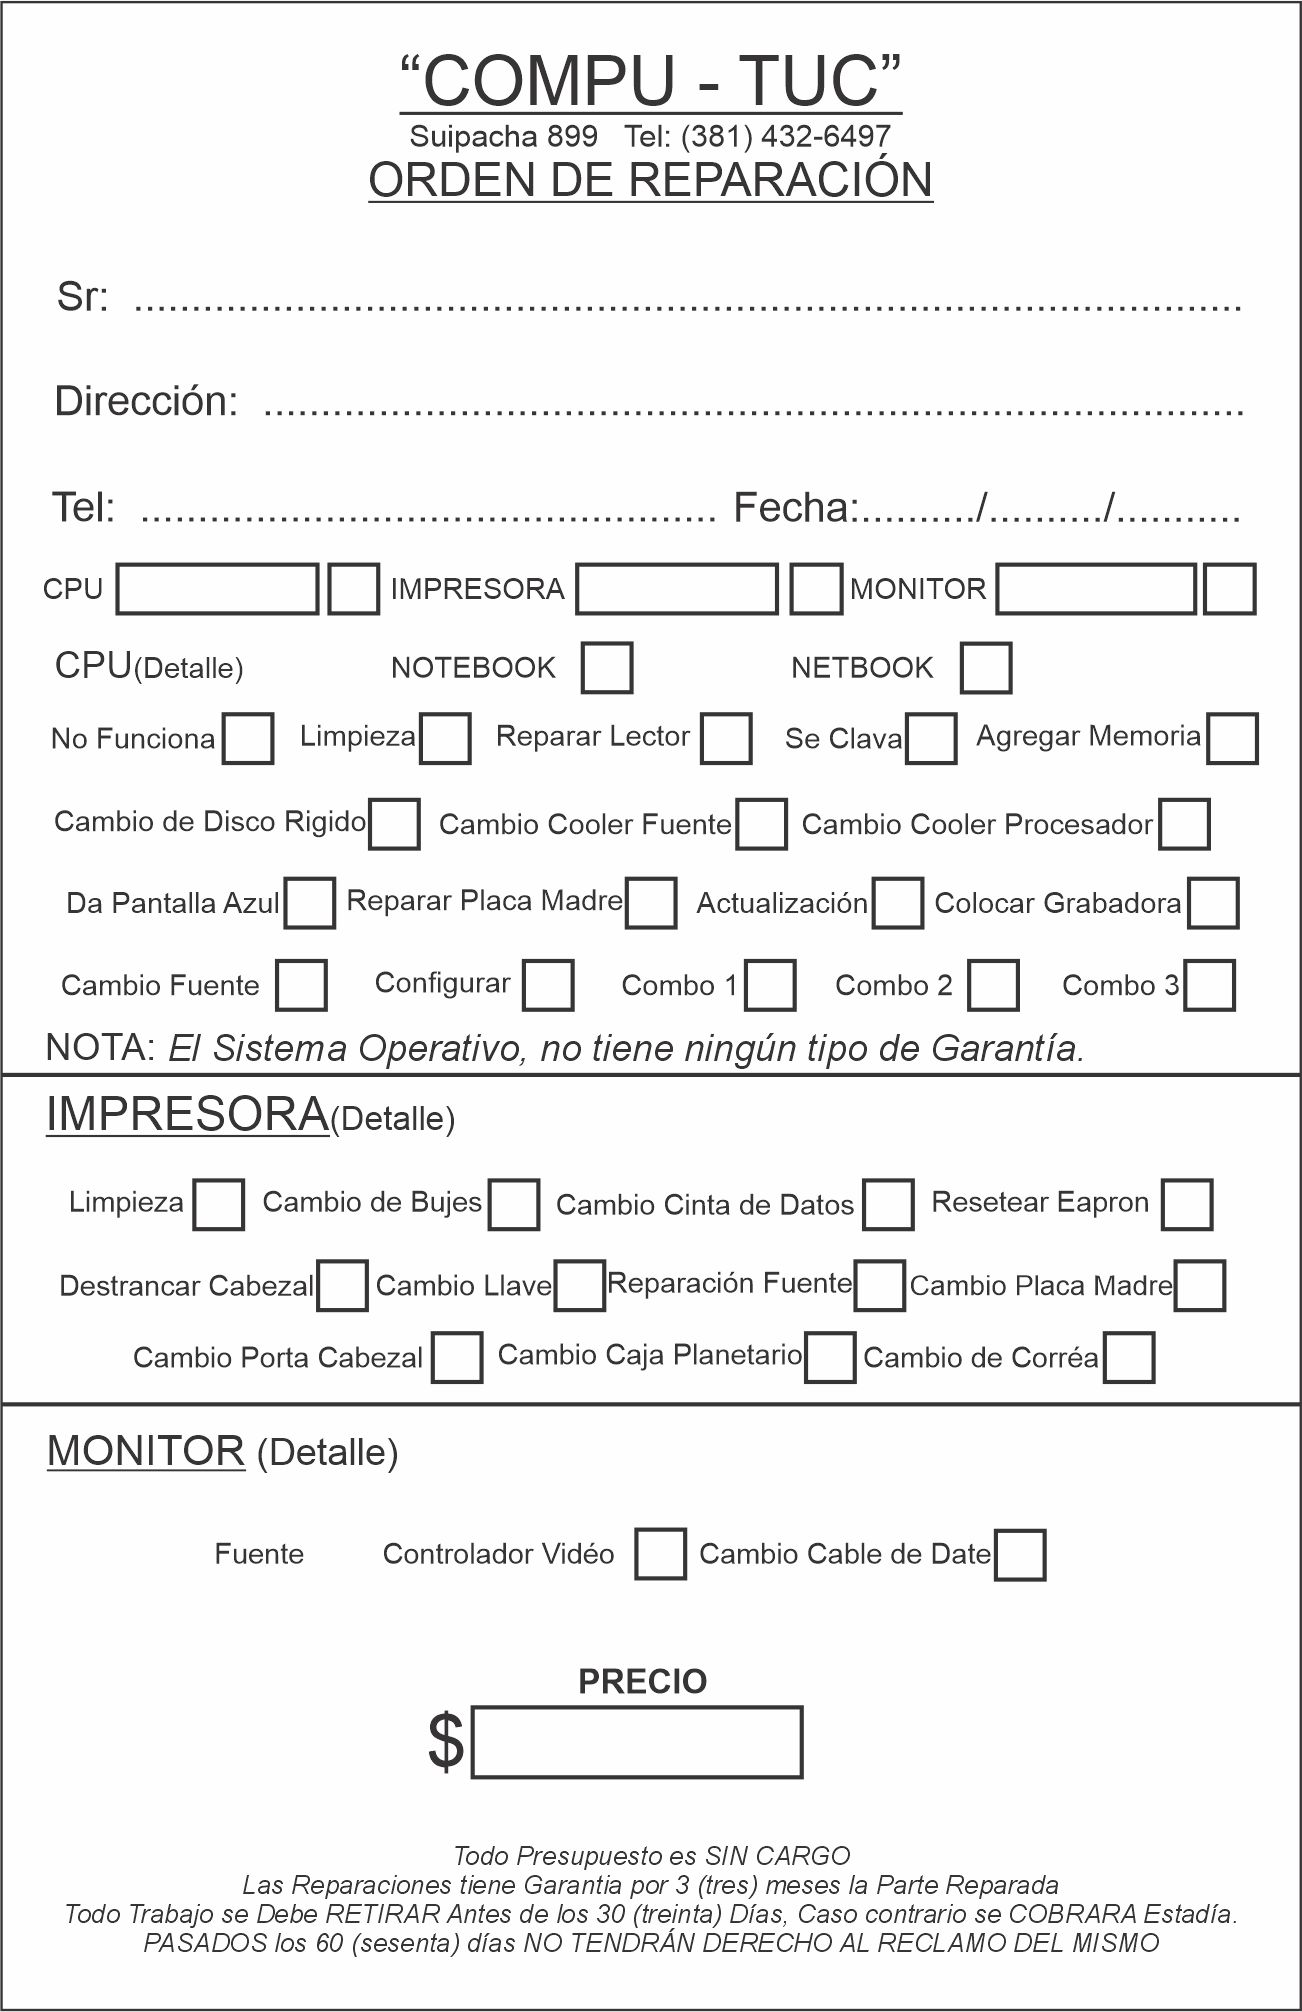 “COMPU - TUC”
Suipacha 899 Tel: (381) 432-6497
ORDEN DE REPARACIÓN
Sr: ....................................................................................................
Dirección: ........................................................................................
Tel: .................................................... Fecha:........../........../...........
CPU IMPRESORA MONITOR
CPU(Detalle) NOTEBOOK NETBOOK
No Funciona Limpieza Reparar Lector Se Clava Agregar Memoria
Cambio de Disco Rigido Cambio Cooler Fuente Cambio Cooler Procesador
Da Pantalla Azul Reparar Placa Madre Actualización Colocar Grabadora
Cambio Fuente Configurar Combo 1 Combo 2 Combo 3
NOTA: El Sistema Operativo, no tiene ningún tipo de Garantía.
IMPRESORA(Detalle)
Limpieza Cambio de Bujes Cambio Cinta de Datos Resetear Eapron
Destrancar Cabezal Cambio Llave Reparación Fuente Cambio Placa Madre
Cambio Porta Cabezal Cambio Caja Planetario Cambio de Corréa
MONITOR (Detalle)
Fuente Controlador Vidéo Cambio Cable de Date
PRECIO
$
Todo Presupuesto es SIN CARGO
Las Reparaciones tiene Garantia por 3 (tres) meses la Parte Reparada
Todo Trabajo se Debe RETIRAR Antes de los 30 (treinta) Días, Caso contrario se COBRARA Estadía.
PASADOS los 60 (sesenta) días NO TENDRÁN DERECHO AL RECLAMO DEL MISMO